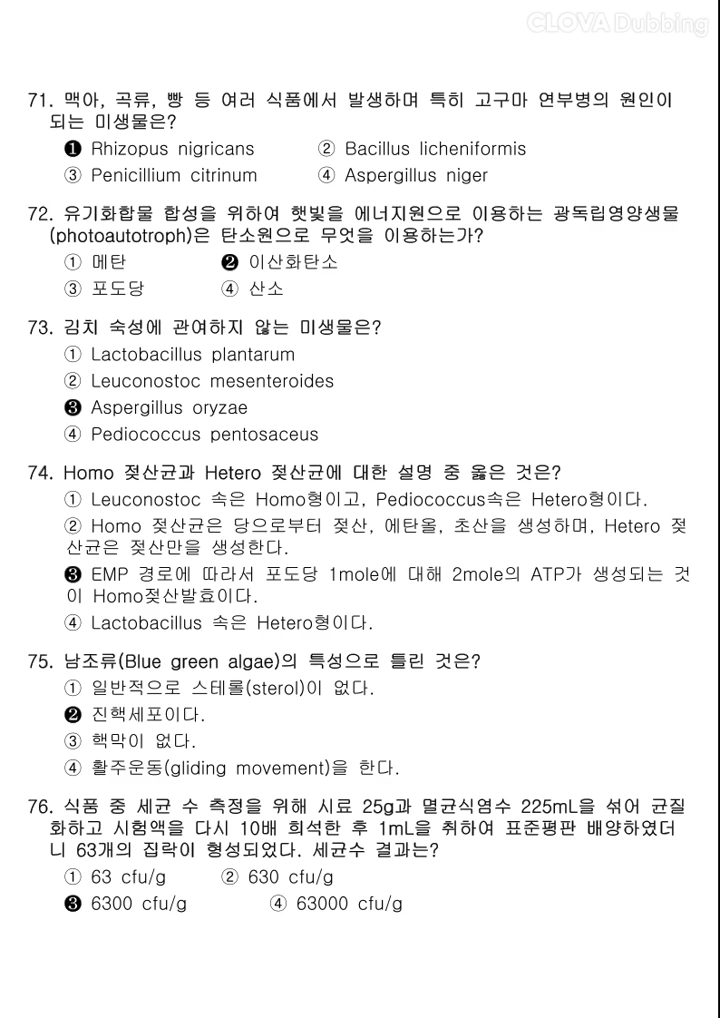 CLOVA Dubbing
71. 맥아, 곡류, 빵 등 여러 식품에서 발생하며 특히 고구마 연부병의 원인이
되는 미생물은?
❶ Rhizopus nigricans ② Bacillus licheniformis
③ Penicillium citrinum ④ Aspergillus niger
72. 유기화합물 합성을 위하여 햇빛을 에너지원으로 이용하는 광독립영양생물
(photoautotroph)은 탄소원으로 무엇을 이용하는가?
① 메탄 ❷ 이산화탄소
③ 포도당 ④ 산소
73. 김치 숙성에 관여하지 않는 미생물은?
① Lactobacillus plantarum
② Leuconostoc mesenteroides
❸ Aspergillus oryzae
④ Pediococcus pentosaceus
74. Homo 젖산균과 Hetero 젖산균에 대한 설명 중 옳은 것은?
① Leuconostoc 속은 Homo형이고, Pediococcus속은 Hetero형이다.
② Homo 젖산균은 당으로부터 젖산, 에탄올, 초산을 생성하며, Hetero 젖
산균은 젖산만을 생성한다.
❸ EMP 경로에 따라서 포도당 1mole에 대해 2mole의 ATP가 생성되는 것
이 Homo젖산발효이다.
④ Lactobacillus 속은 Hetero형이다.
75. 남조류(Blue green algae)의 특성으로 틀린 것은?
① 일반적으로 스테롤(sterol)이 없다.
❷ 진핵세포이다.
③ 핵막이 없다.
④ 활주운동(gliding movement)을 한다.
76. 식품 중 세균 수 측정을 위해 시료 25g과 멸균식염수 225mL을 섞어 균질
화하고 시험액을 다시 10배 희석한 후 1mL을 취하여 표준평판 배양하였더
니 63개의 집락이 형성되었다. 세균수 결과는?
① 63 cfu/g ② 630 cfu/g
❸ 6300 cfu/g ④ 63000 cfu/g